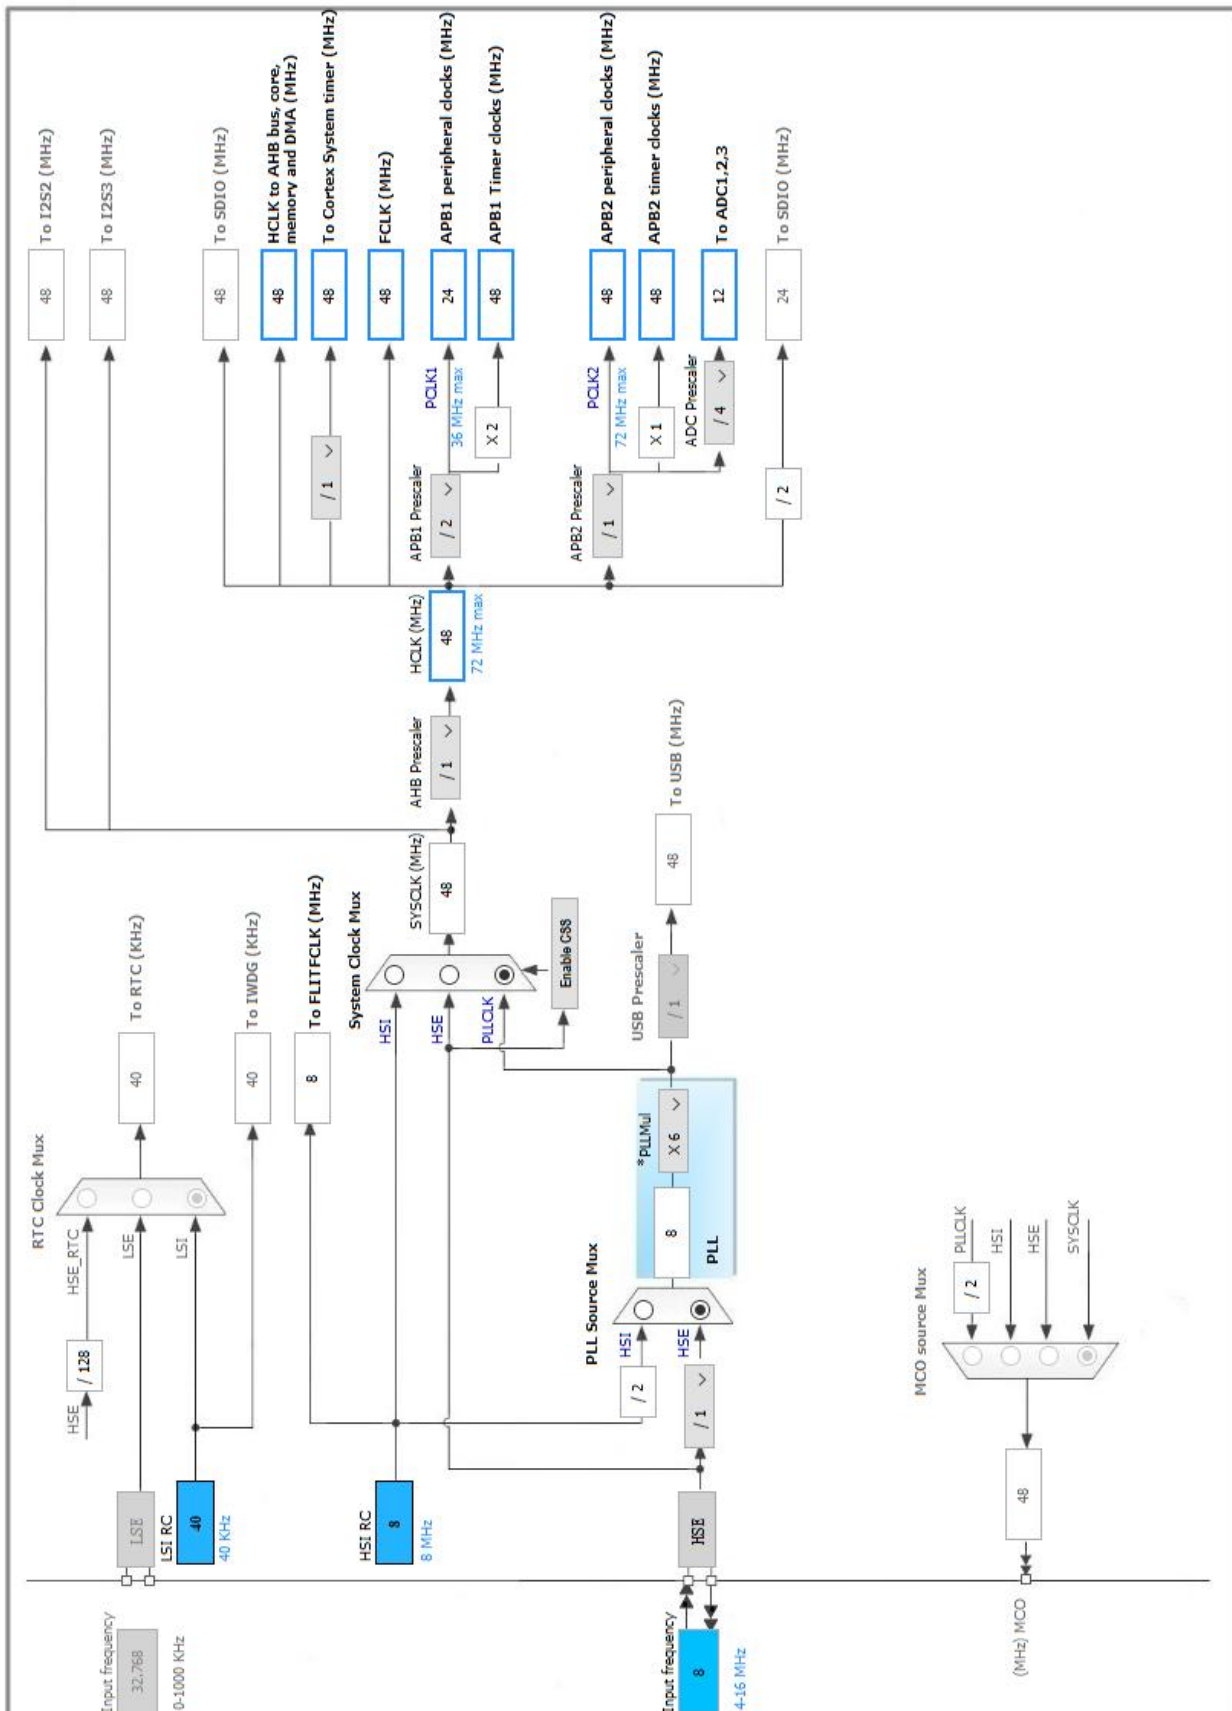 RTC Clock Mux
HSE
/ 128
HSE_RTC
To RTC (KHz)
40
Input frequency
32.768
0-1000 KHz
LSE
LSE
LSI RC
40
40 KHz
LSI
To IWDG (KHz)
40
To FLITFCLK (MHz)
8
HSI RC
8
8 MHz
System Clock Mux
HSI
HSE
PLLCLK
Enable CSS
SYSCLK (MHz)
48
AHB Prescaler
/ 1
HCLK (MHz)
48
72 MHz max
To I2S2 (MHz)
48
To I2S3 (MHz)
48
To SDIO (MHz)
48
HCLK to AHB bus, core,
memory and DMA (MHz)
48
/ 1
To Cortex System timer (MHz)
48
FCLK (MHz)
48
APB1 Prescaler
/ 2
PCLK1
36 MHz max
APB1 peripheral clocks (MHz)
24
X 2
APB1 Timer clocks (MHz)
48
APB2 Prescaler
/ 1
PCLK2
72 MHz max
APB2 peripheral clocks (MHz)
48
X 1
APB2 timer clocks (MHz)
48
ADC Prescaler
/ 4
To ADC1,2,3
12
/ 2
To SDIO (MHz)
24
PLL Source Mux
HSI
/ 2
HSE
/ 1
8
*PLLMul
X 6
PLL
USB Prescaler
/ 1
To USB (MHz)
48
Input frequency
8
4-16 MHz
HSE
MCO source Mux
PLLCLK
/ 2
HSI
HSE
SYSCLK
48
(MHz) MCO